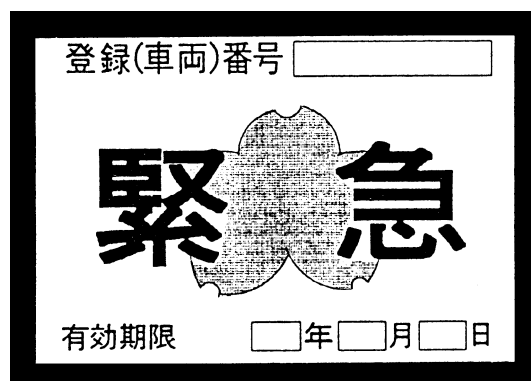 登録(車両)番号
緊急
有効期限 年 月 日